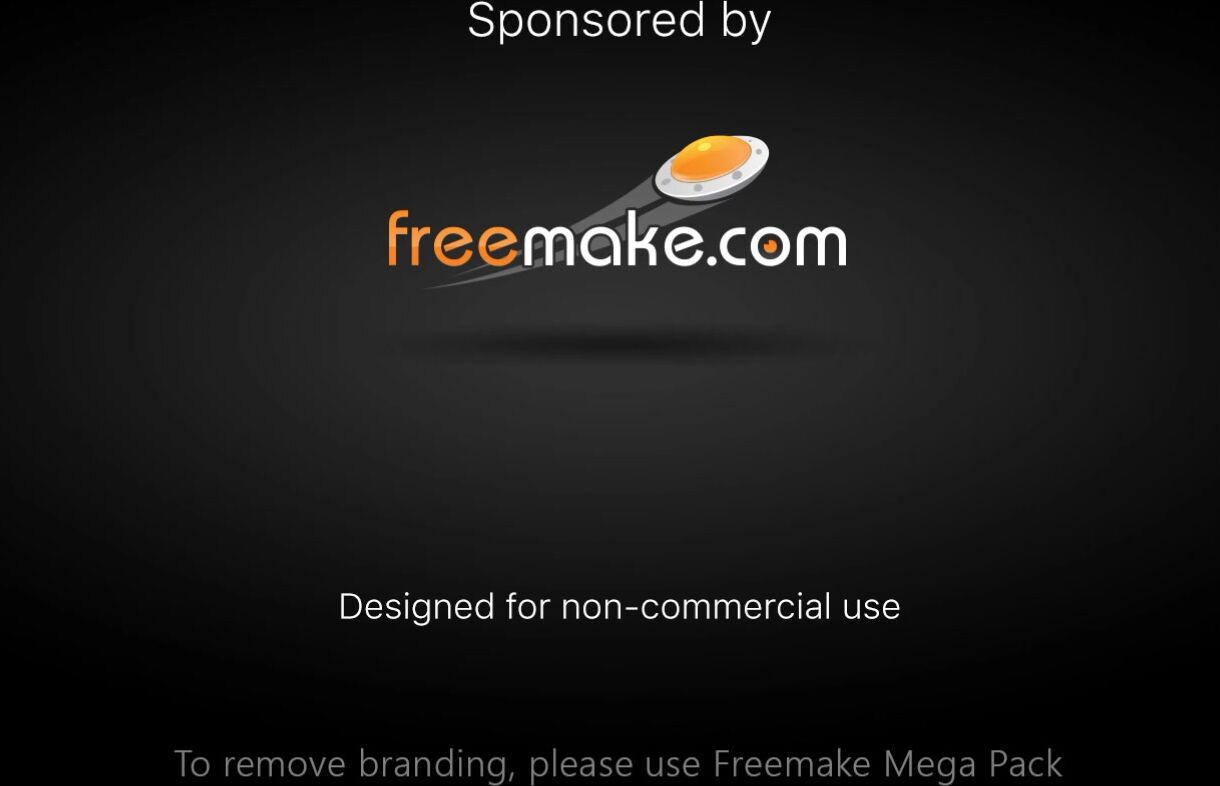 Sponsored by
freemake.com
Designed for non-commercial use
To remove branding, please use Freemake Mega Pack